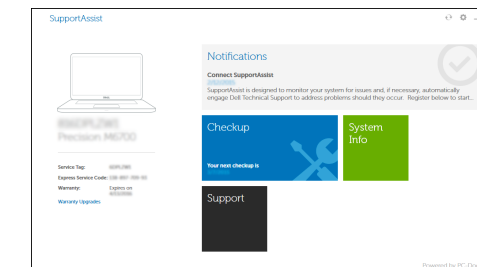 SupportAssist
Notifications
Connect SupportAssist
SupportAssist is designed to monitor your system for issues and, if necessary, automatically
engage Dell Technical Support to address problems should they occur. Register below to start...
Precision M6700
Checkup
System
Info
Your next checkup is
Service Tag:
Express Service Code:
Warranty:
Expires on
Warranty Upgrades
Support
Powered by PC-Do